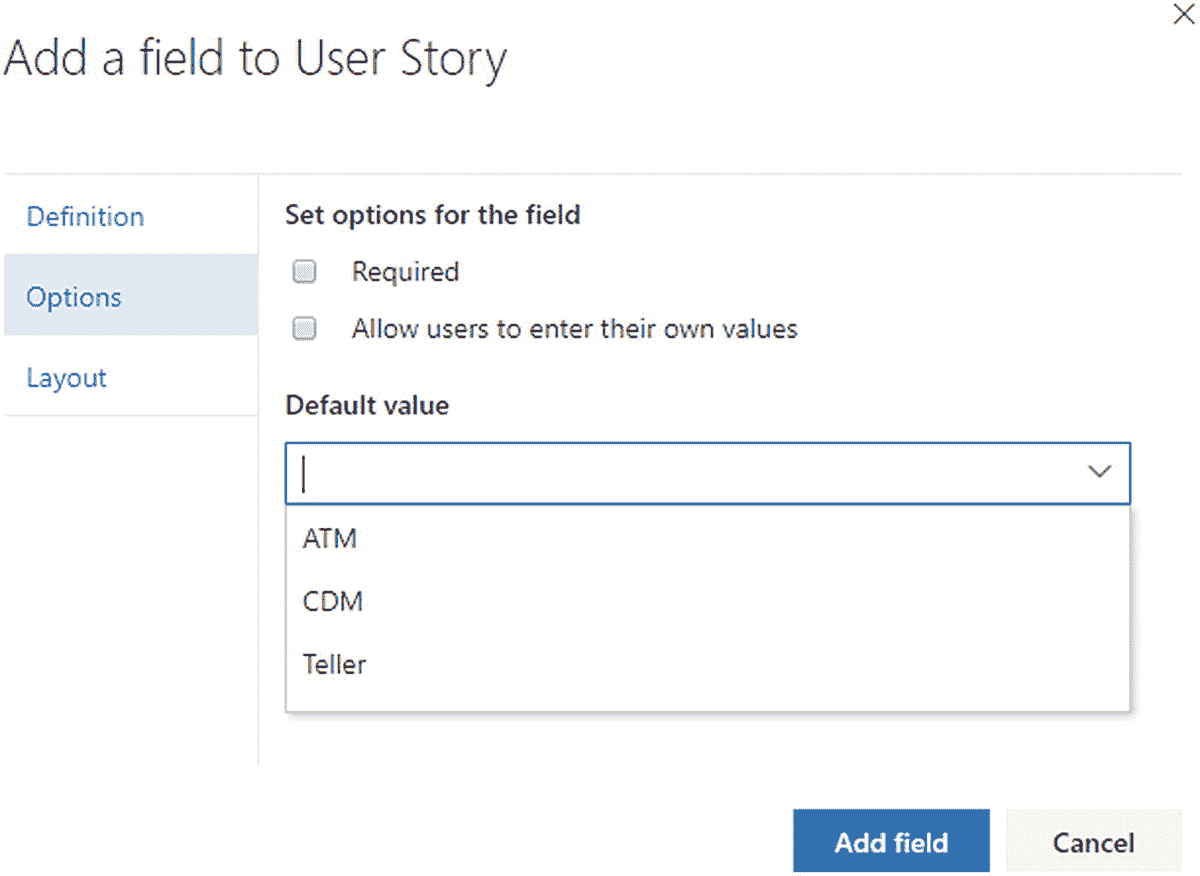 Add a field to User Story
Definition
Options
Layout
Set options for the field
Required
Allow users to enter their own values
Default value
ATM
CDM
Teller
Add field
Cancel